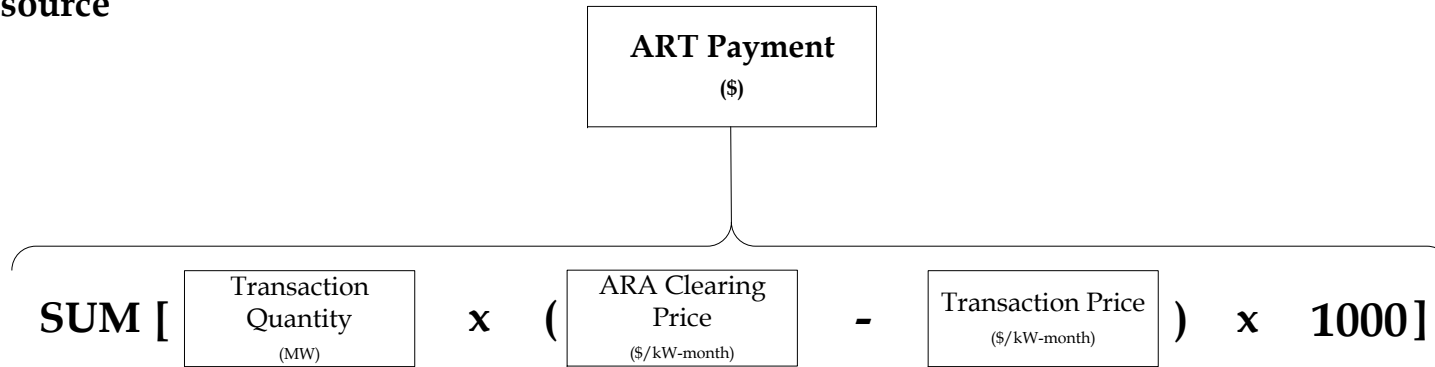 source
ART Payment
($)
SUM [ Transaction Quantity (MW) x ( ARA Clearing Price ($/kW-month) - Transaction Price ($/kW-month) ) x 1000 ]